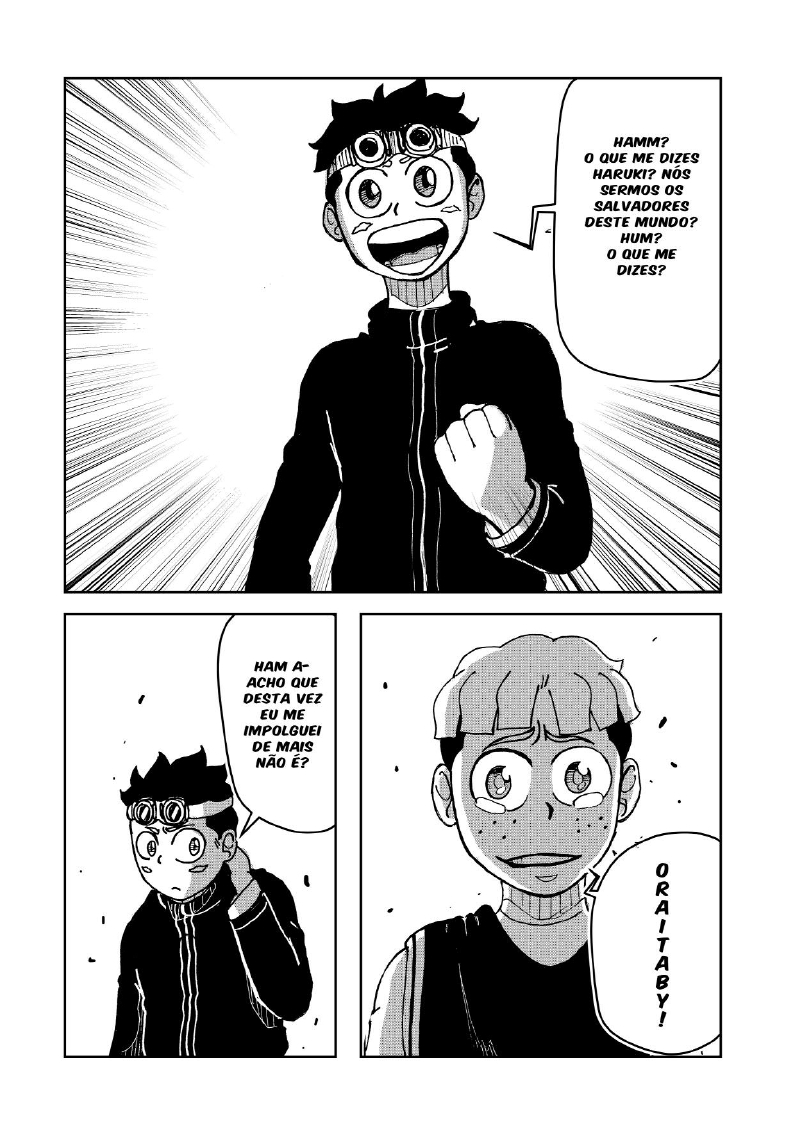 HAMM?
O QUE ME DIZES
HARUKI? NÓS
SERMOS OS
SALVADORES
DESTE MUNDO?
HUM?
O QUE ME
DIZES?
HAM A-
ACHO QUE
DESTA VEZ
EU ME
IMPOLGUEI
DE MAIS
NÃO É?
ORAITABY!